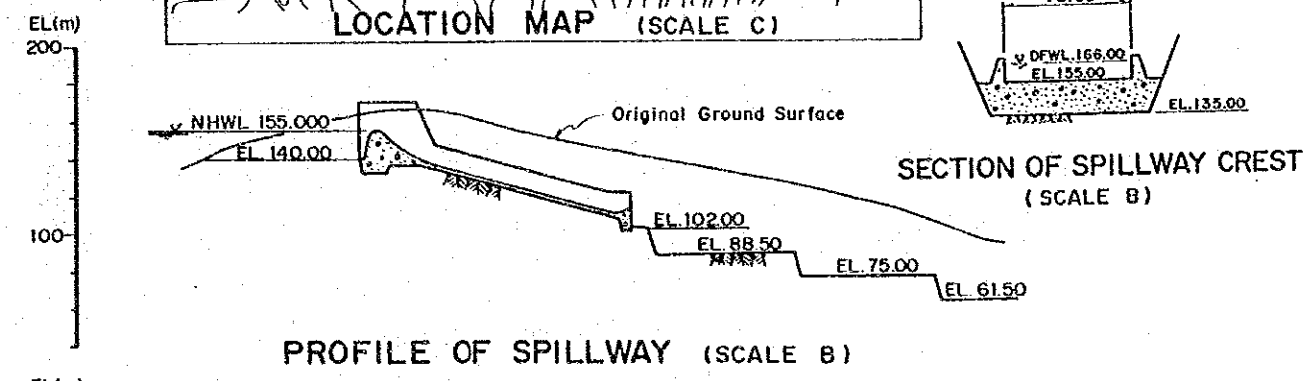 LOCATION MAP (SCALE C)
EL(m)
200
100
NHWL 155.000
EL. 140.00
Original Ground Surface
EL.102.00
EL. 88.50
EL. 75.00
EL. 61.50
DFWL.166.00
EL.155.00
EL.135.00
SECTION OF SPILLWAY CREST
(SCALE B)
PROFILE OF SPILLWAY (SCALE B)